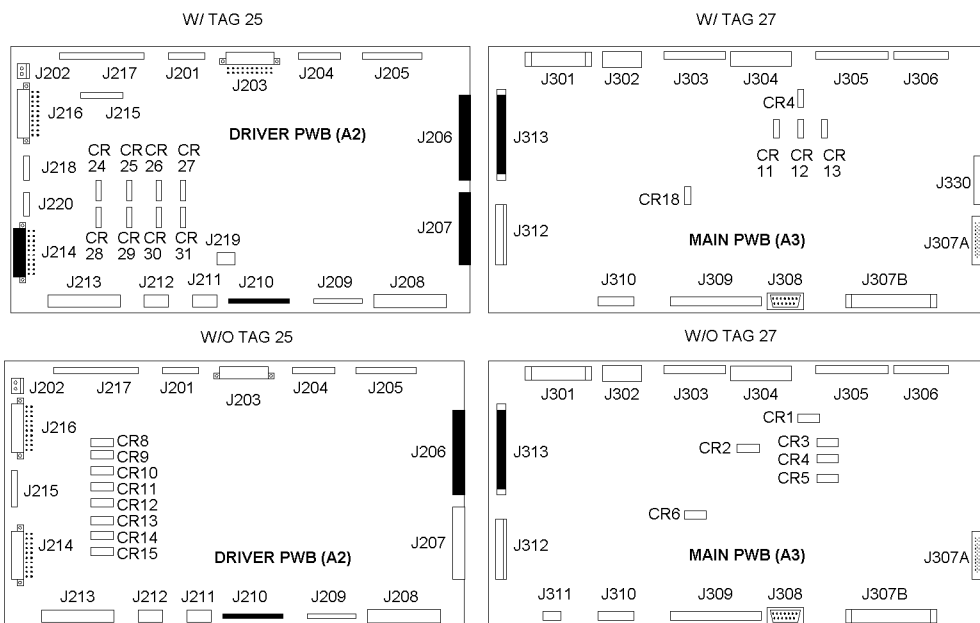 W/ TAG 25
J202 J217 J201 J203 J204 J205
J216 J215
DRIVER PWB (A2)
J206
J218
CR 24 CR 25 CR 26 CR 27
J220
J207
J214
CR 28 CR 29 CR 30 CR 31
J219
J213 J212 J211 J210 J209 J208
W/ TAG 27
J301 J302 J303 J304 J305 J306
CR4
J313
CR 11 CR 12 CR 13
J330
CR18
J312
MAIN PWB (A3)
J307A
J310 J309 J308 J307B
W/O TAG 25
J202 J217 J201 J203 J204 J205
J216
CR8
CR9
J206
CR10
J215
CR11
CR12
CR13
J214
CR14
J207
CR15
DRIVER PWB (A2)
J213 J212 J211 J210 J209 J208
W/O TAG 27
J301 J302 J303 J304 J305 J306
CR1
J313
CR2
CR3
CR4
CR5
CR6
J312
MAIN PWB (A3)
J307A
J311 J310 J309 J308 J307B